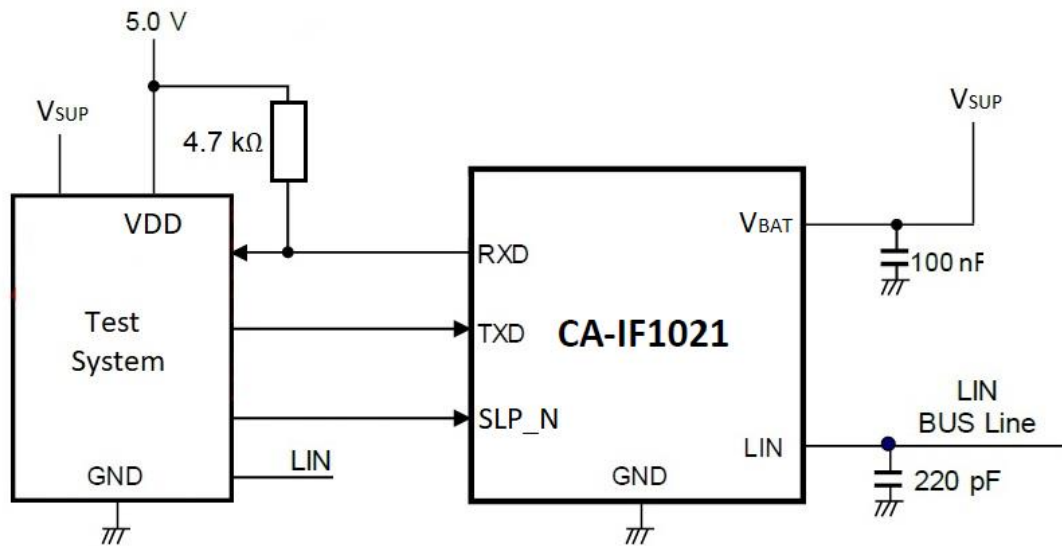 5.0 V
VSUP
4.7 kΩ
VSUP
VDD
VBAT
RXD
100 nF
Test
System
TXD
CA-IF1021
SLP_N
LIN
BUS Line
LIN
LIN
GND
GND
220 pF